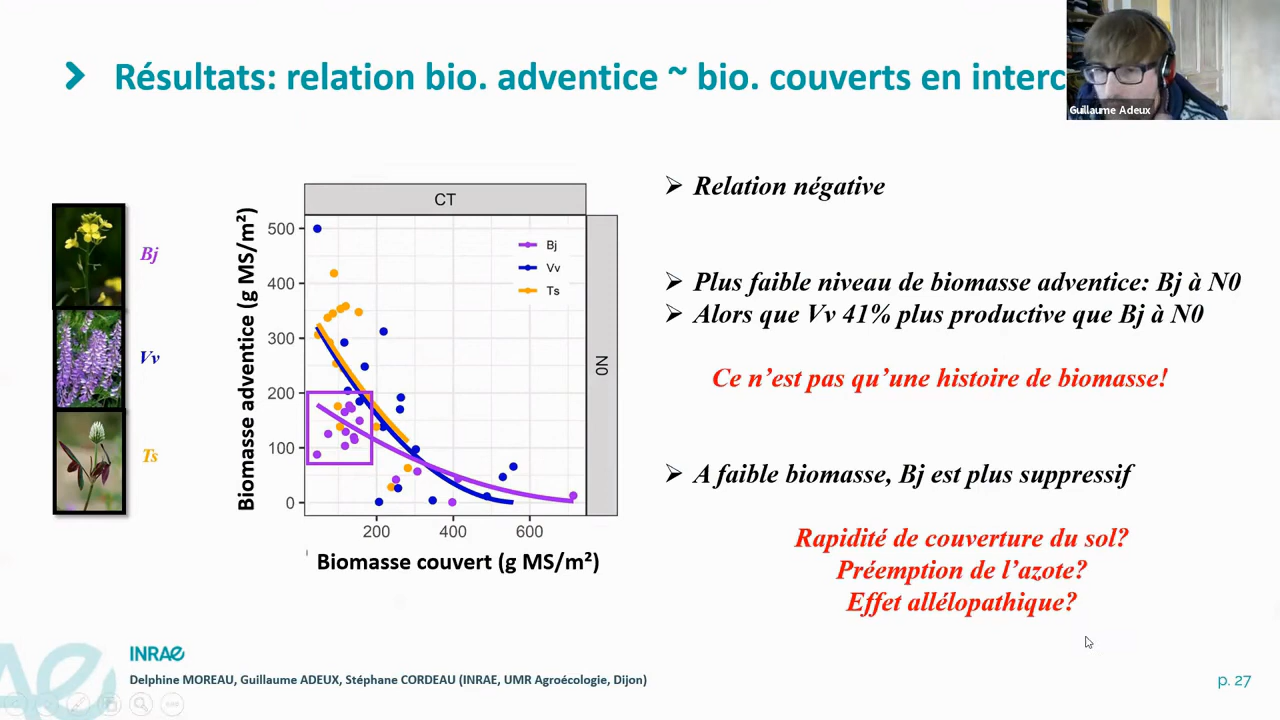 Résultats: relation bio. adventice ~ bio. couverts en interc
Guillaume Adeux
Bj
Vv
Ts
Biomasse adventice (g MS/m²)
CT
500
400
300
200
100
0
Bj
Vv
Ts
N0
200
400
600
Biomasse couvert (g MS/m²)
➢ Relation négative
➢ Plus faible niveau de biomasse adventice: Bj à N0
➢ Alors que Vv 41% plus productive que Bj à N0
Ce n’est pas qu’une histoire de biomasse!
➢ A faible biomasse, Bj est plus suppressif
Rapidité de couverture du sol?
Préemption de l’azote?
Effet allélopathique?
INRAE
Delphine MOREAU, Guillaume ADEUX, Stéphane CORDEAU (INRAE, UMR Agroécologie, Dijon)
p. 27